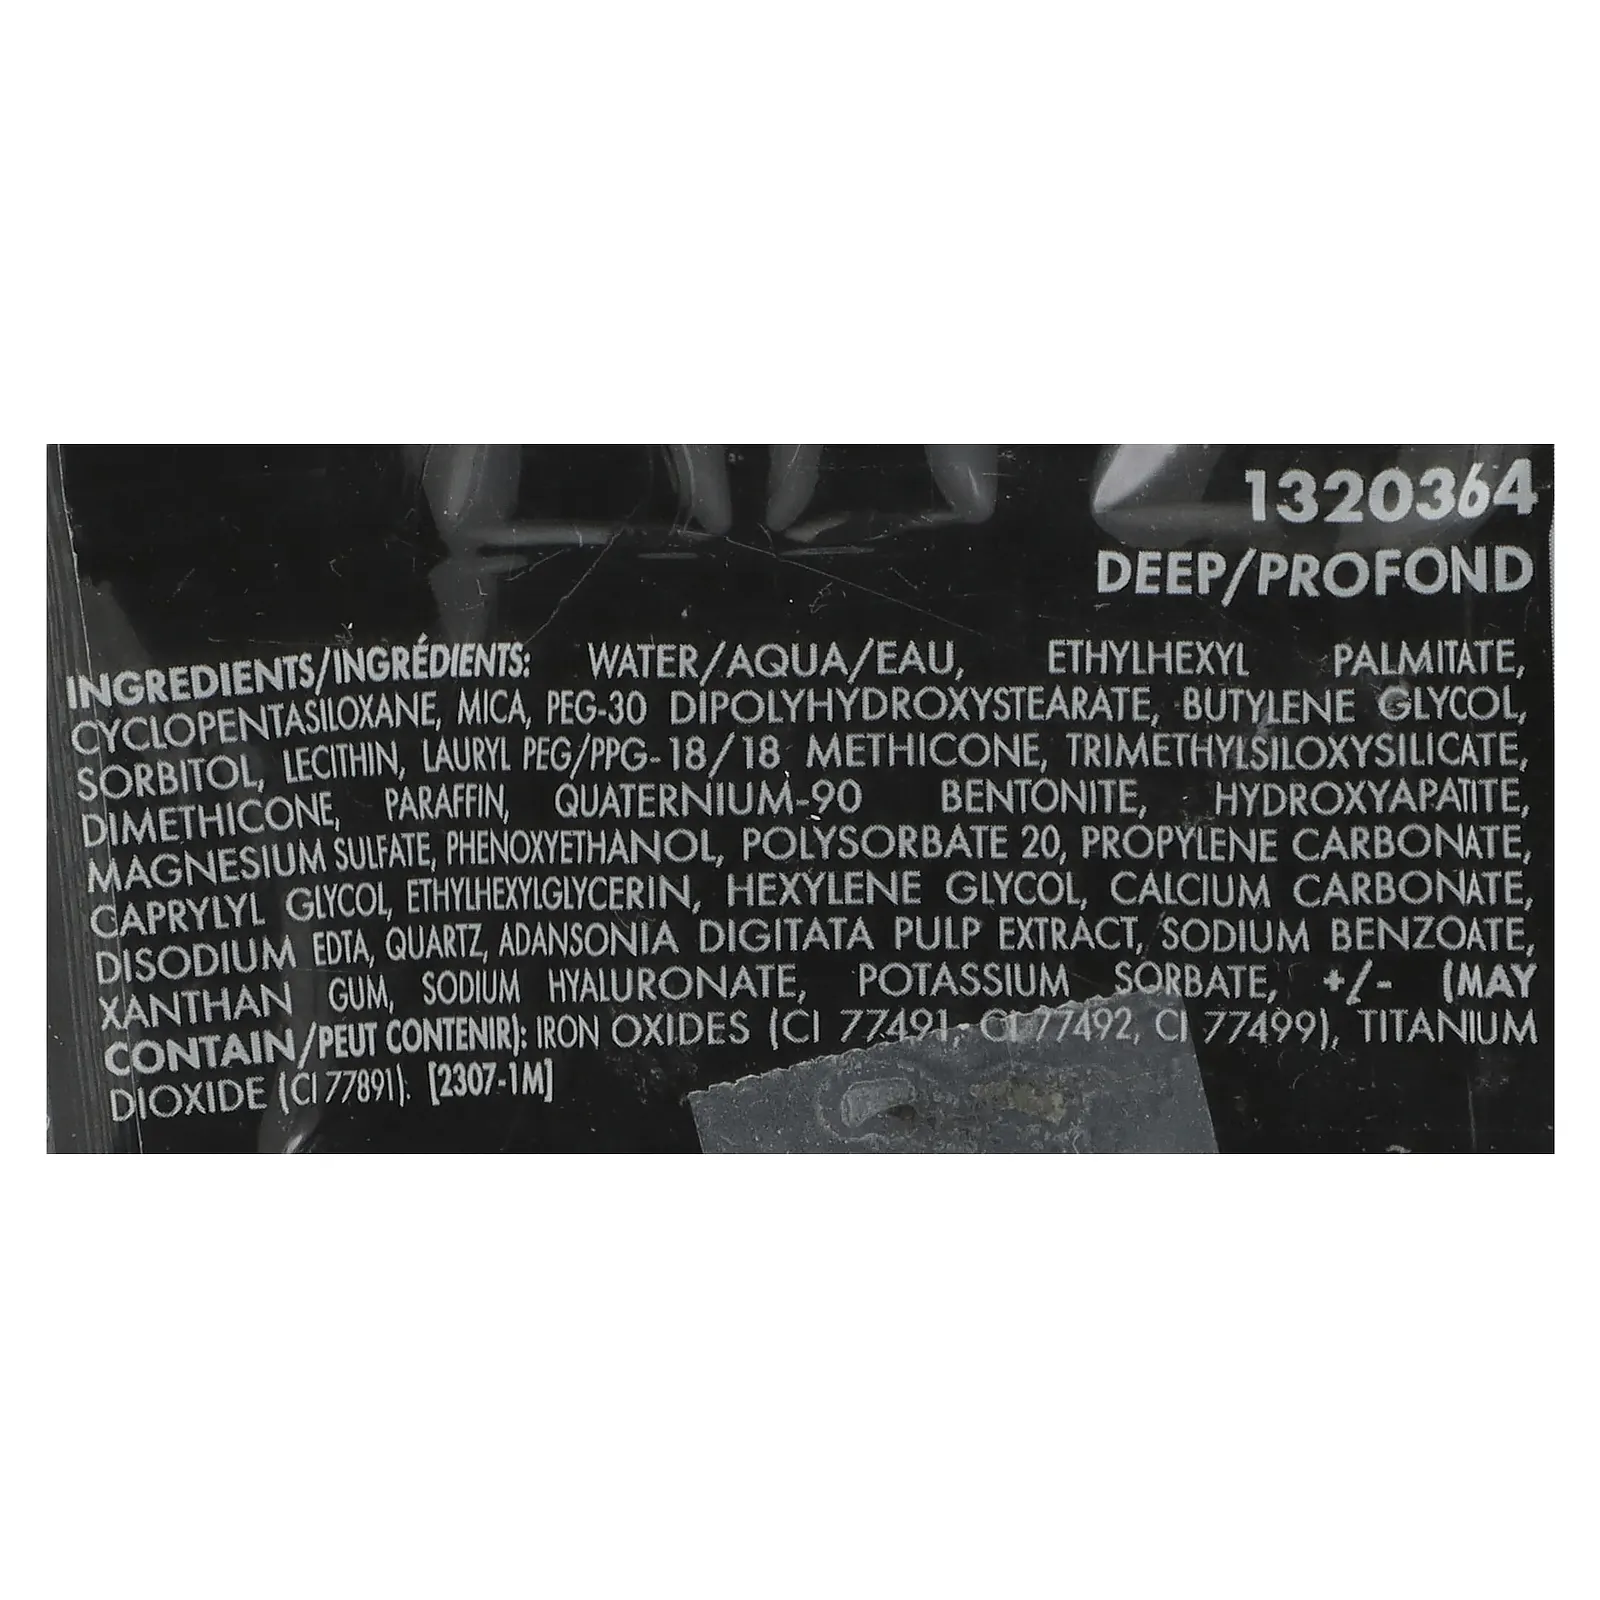 1320364
DEEP/PROFOND
INGREDIENTS/INGRÉDIENTS: WATER/AQUA/EAU, ETHYLHEXYL PALMITATE,
CYCLOPENTASILOXANE, MICA, PEG-30 DIPOLYHYDROXYSTEARATE, BUTYLENE GLYCOL,
SORBITOL, LECITHIN, LAURYL PEG/PPG-18/18 METHICONE, TRIMETHYLSILOXYSILICATE,
DIMETHICONE, PARAFFIN, QUATERNIUM-90 BENTONITE, HYDROXYAPATITE,
MAGNESIUM SULFATE, PHENOXYETHANOL, POLYSORBATE 20, PROPYLENE CARBONATE,
CAPRYLYL GLYCOL, ETHYLHEXYLGLYCERIN, HEXYLENE GLYCOL, CALCIUM CARBONATE,
DISODIUM EDTA, QUARTZ, ADANSONIA DIGITATA PULP EXTRACT, SODIUM BENZOATE,
XANTHAN GUM, SODIUM HYALURONATE, POTASSIUM SORBATE, +/- (MAY
CONTAIN/PEUT CONTENIR): IRON OXIDES (CI 77491, CI 77492, CI 77499), TITANIUM
DIOXIDE (CI 77891). [2307-1M]